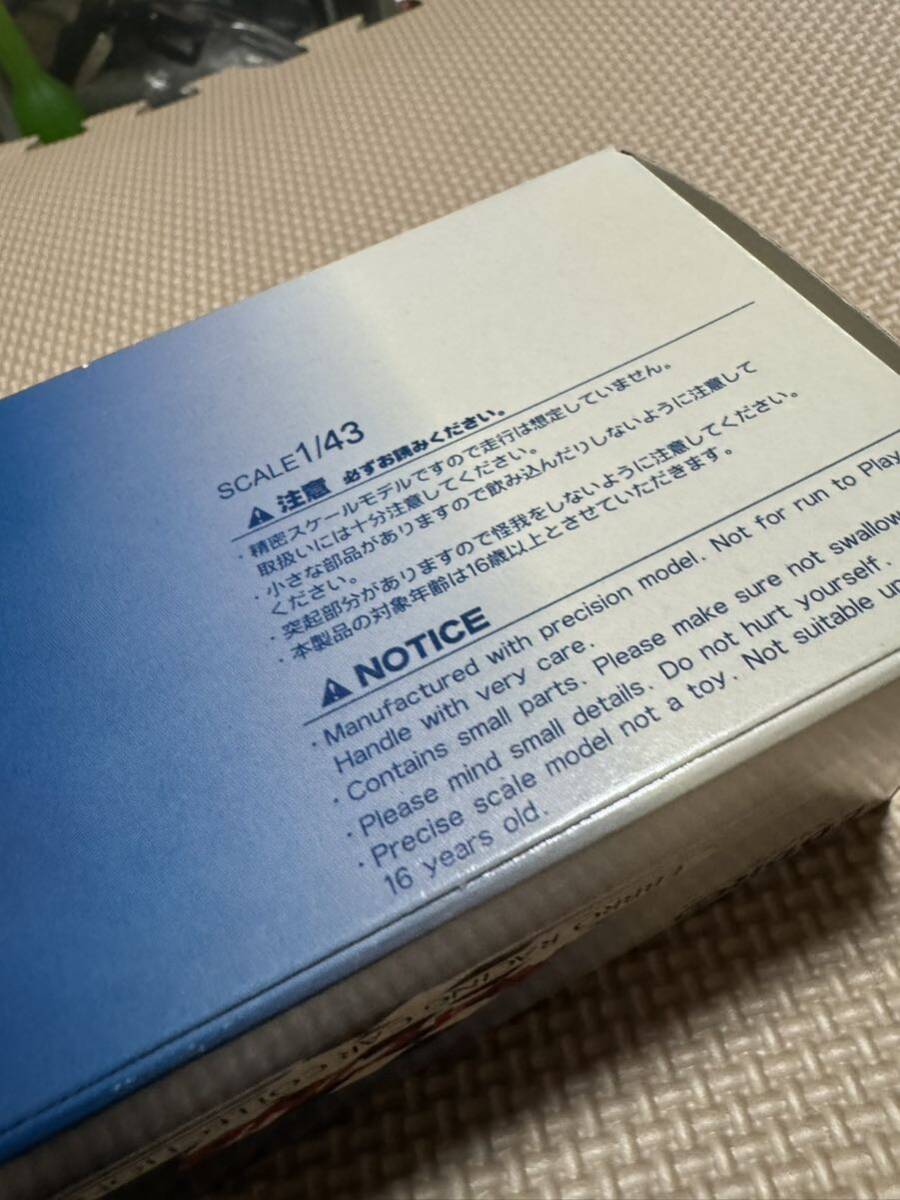 SCALE1/43
⚠ 注意 必ずお読みください。
・精密スケールモデルですので走行は想定していません。
取扱いには十分注意してください。
・小さな部品がありますので飲み込んだりしないように注意して
ください。
・突起部分がありますので怪我をしないように注意してください。
・本製品の対象年齢は16歳以上とさせていただきます。
⚠ NOTICE
・Manufactured with precision model. Not for run to Play
Handle with very care.
・Contains small parts. Please make sure not swallow
・Please mind small details. Do not hurt yourself.
・Precise scale model not a toy. Not suitable
16 years old.